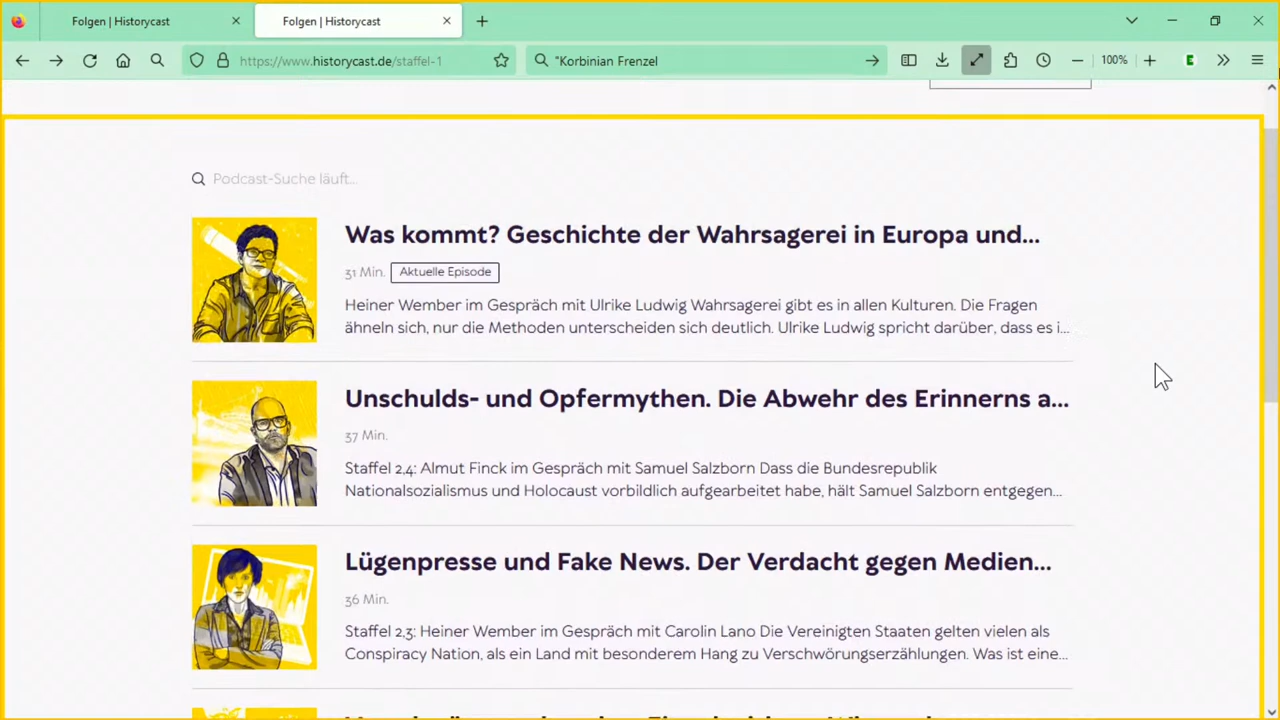 Folgen | Historycast
Folgen | Historycast
https://www.historycast.de/staffel-1
"Korbinian Frenzel
100%
Podcast-Suche läuft...
Was kommt? Geschichte der Wahrsagerei in Europa und...
31 Min. Aktuelle Episode
Heiner Wember im Gespräch mit Ulrike Ludwig Wahrsagerei gibt es in allen Kulturen. Die Fragen
ähneln sich, nur die Methoden unterscheiden sich deutlich. Ulrike Ludwig spricht darüber, dass es i...
Unschulds- und Opfermythen. Die Abwehr des Erinnerns a...
37 Min.
Staffel 2,4: Almut Finck im Gespräch mit Samuel Salzborn Dass die Bundesrepublik
Nationalsozialismus und Holocaust vorbildlich aufgearbeitet habe, hält Samuel Salzborn entgegen...
Lügenpresse und Fake News. Der Verdacht gegen Medien...
36 Min.
Staffel 2,3: Heiner Wember im Gespräch mit Carolin Lano Die Vereinigten Staaten gelten vielen als
Conspiracy Nation, als ein Land mit besonderem Hang zu Verschwörungserzählungen. Was ist eine...